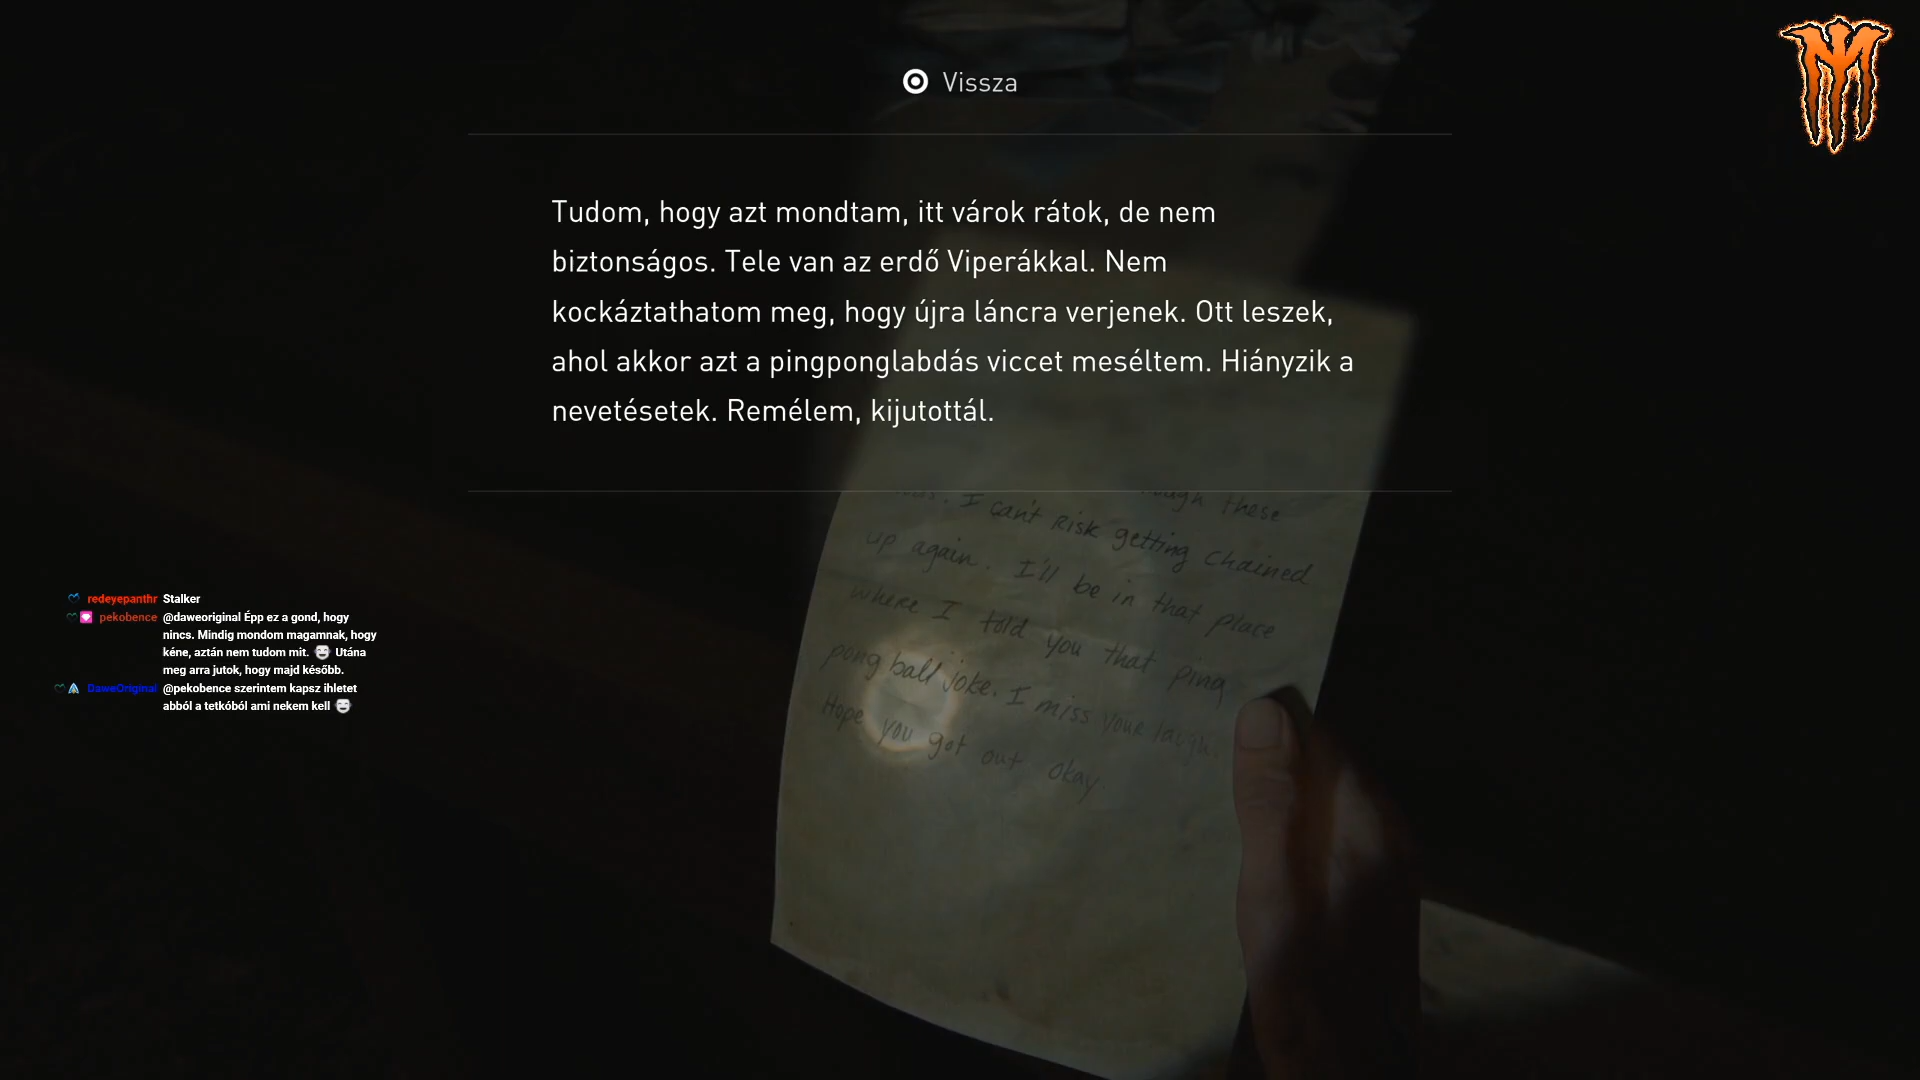 Vissza
Tudom, hogy azt mondtam, itt várok rátok, de nem
biztonságos. Tele van az erdő Viperákkal. Nem
kockáztathatom meg, hogy újra láncra verjenek. Ott leszek,
ahol akkor azt a pingponglabdás viccet meséltem. Hiányzik a
nevetésetek. Remélem, kijutottál.
these
. I can't risk getting chained
up again. I'll be in that place
where I told you that ping
pong ball joke. I miss your laugh.
Hope you got out okay.
redeyepanthr Stalker
pekobence @daweoriginal Épp ez a gond, hogy
nincs. Mindig mondom magamnak, hogy
kéne, aztán nem tudom mit. Utána
meg arra jutok, hogy majd később.
DaweOriginal @pekobence szerintem kapsz ihletet
abból a tetkóból ami nekem kell